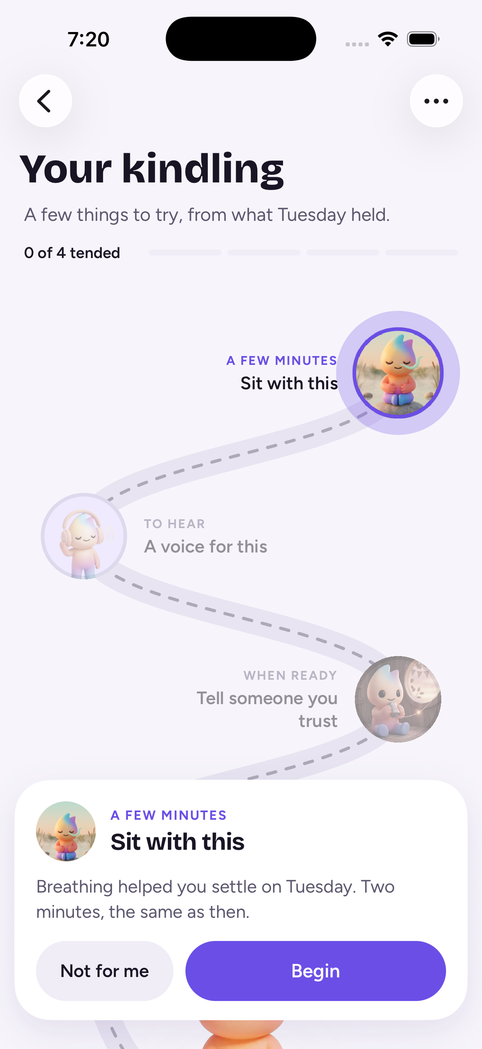 7:20
Your kindling
A few things to try, from what Tuesday held.
0 of 4 tended
A FEW MINUTES
Sit with this
TO HEAR
A voice for this
WHEN READY
Tell someone you
trust
A FEW MINUTES
Sit with this
Breathing helped you settle on Tuesday. Two
minutes, the same as then.
Not for me
Begin